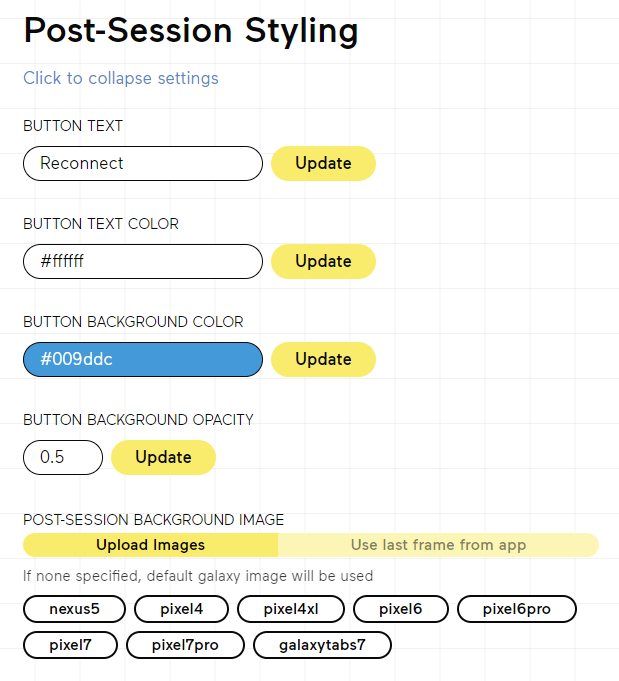 Post-Session Styling
Click to collapse settings
BUTTON TEXT
Reconnect Update
BUTTON TEXT COLOR
#ffffff Update
BUTTON BACKGROUND COLOR
#009ddc Update
BUTTON BACKGROUND OPACITY
0.5 Update
POST-SESSION BACKGROUND IMAGE
Upload Images Use last frame from app
If none specified, default galaxy image will be used
nexus5 pixel4 pixel4xl pixel6 pixel6pro
pixel7 pixel7pro galaxytabs7